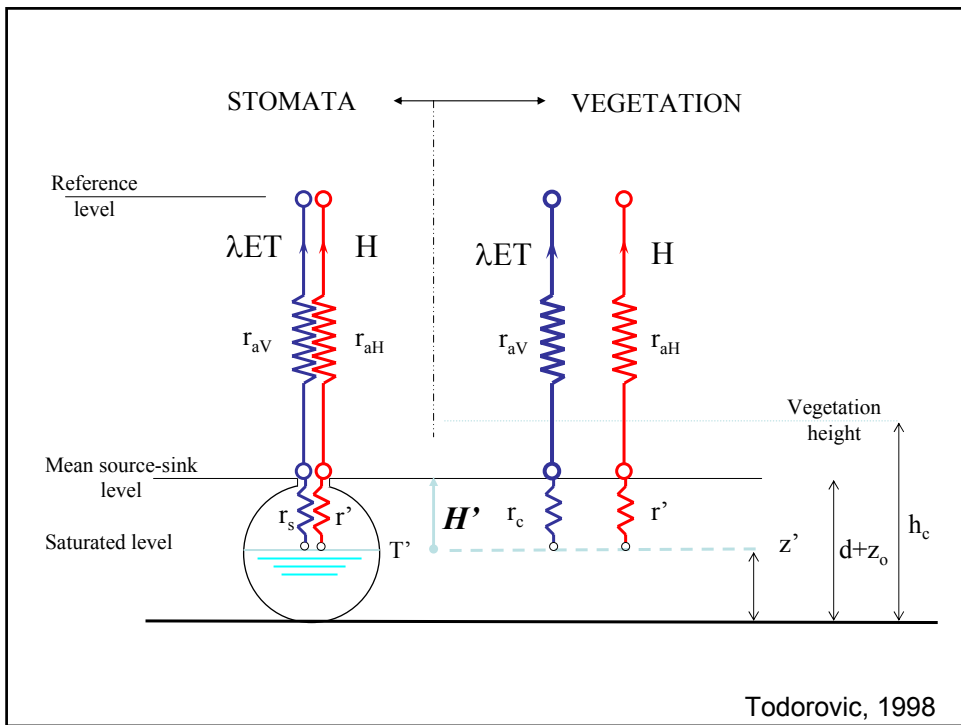 STOMATA
VEGETATION
Reference
level
λET
H
λET
H
r_aV
r_aH
r_aV
r_aH
Vegetation
height
Mean source-sink
level
r_s
r’
H’
r_c
r’
h_c
Saturated level
T’
z’
d+z_o
Todorovic, 1998